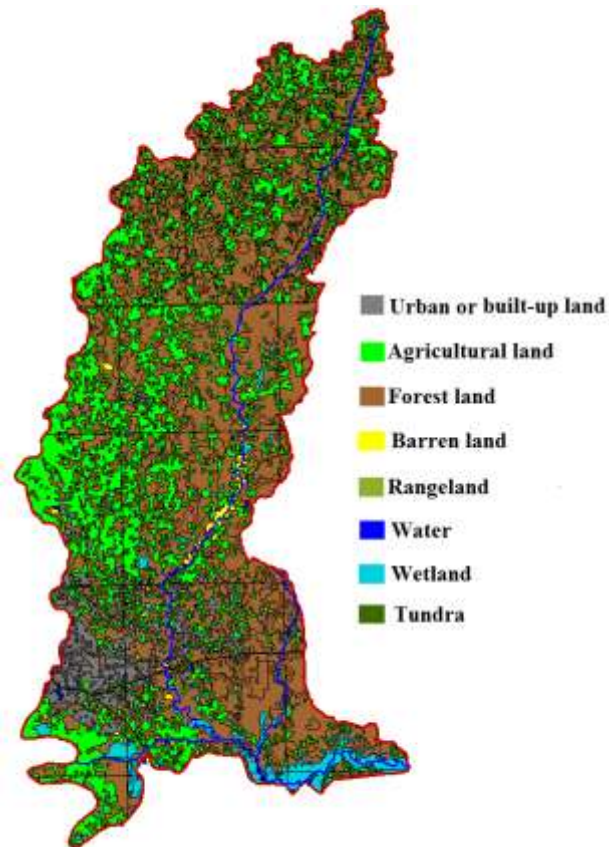 Urban or built-up land
Agricultural land
Forest land
Barren land
Rangeland
Water
Wetland
Tundra